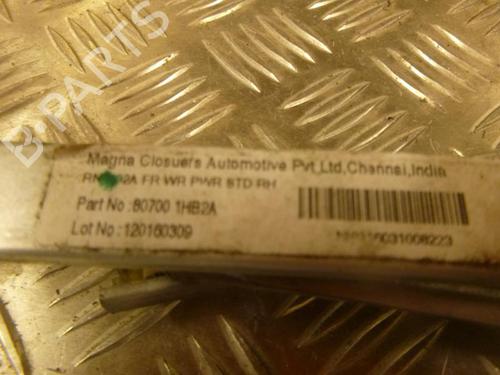 B-Parts
Magna Closuers Automotive Pvt,Ltd,Chennai,India
FR WR PWR STD RH
Part No :80700 1HB2A
Lot No :120160309